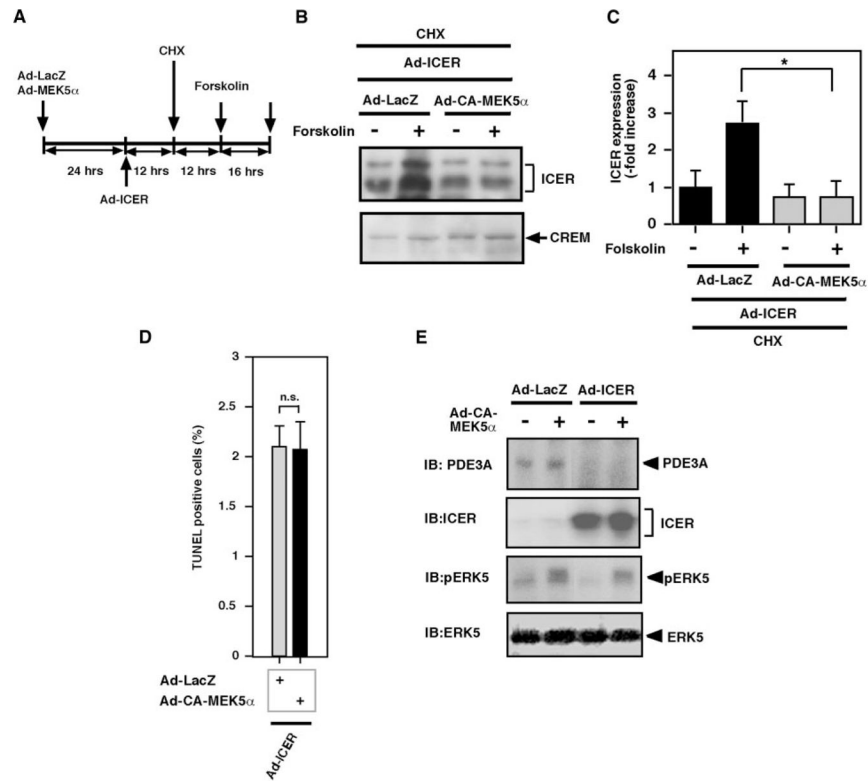 A
CHX
Ad-LacZ
Ad-MEK5α
Forskolin
24 hrs
12 hrs
12 hrs
16 hrs
Ad-ICER
B
CHX
Ad-ICER
Ad-LacZ
Ad-CA-MEK5α
Forskolin - + - +
ICER
CREM
C
ICER expression
(-fold increase)
4
3
2
1
0
*
Folskolin - + - +
Ad-LacZ
Ad-CA-MEK5α
Ad-ICER
CHX
D
TUNEL positive cells (%)
3
2.5
2
1.5
1
0.5
0
n.s.
Ad-LacZ +
Ad-CA-MEK5α +
Ad-ICER
E
Ad-LacZ Ad-ICER
Ad-CA-
MEK5α - + - +
IB: PDE3A PDE3A
IB:ICER ICER
IB:pERK5 pERK5
IB:ERK5 ERK5